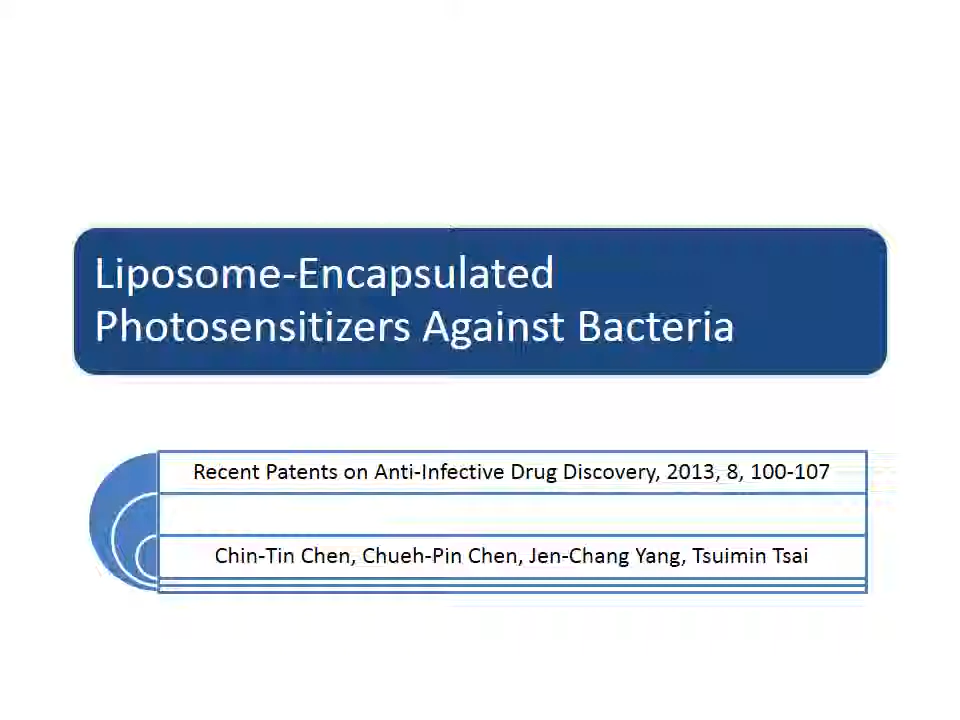 Liposome-Encapsulated
Photosensitizers Against Bacteria
Recent Patents on Anti-Infective Drug Discovery, 2013, 8, 100-107
Chin-Tin Chen, Chueh-Pin Chen, Jen-Chang Yang, Tsuimin Tsai